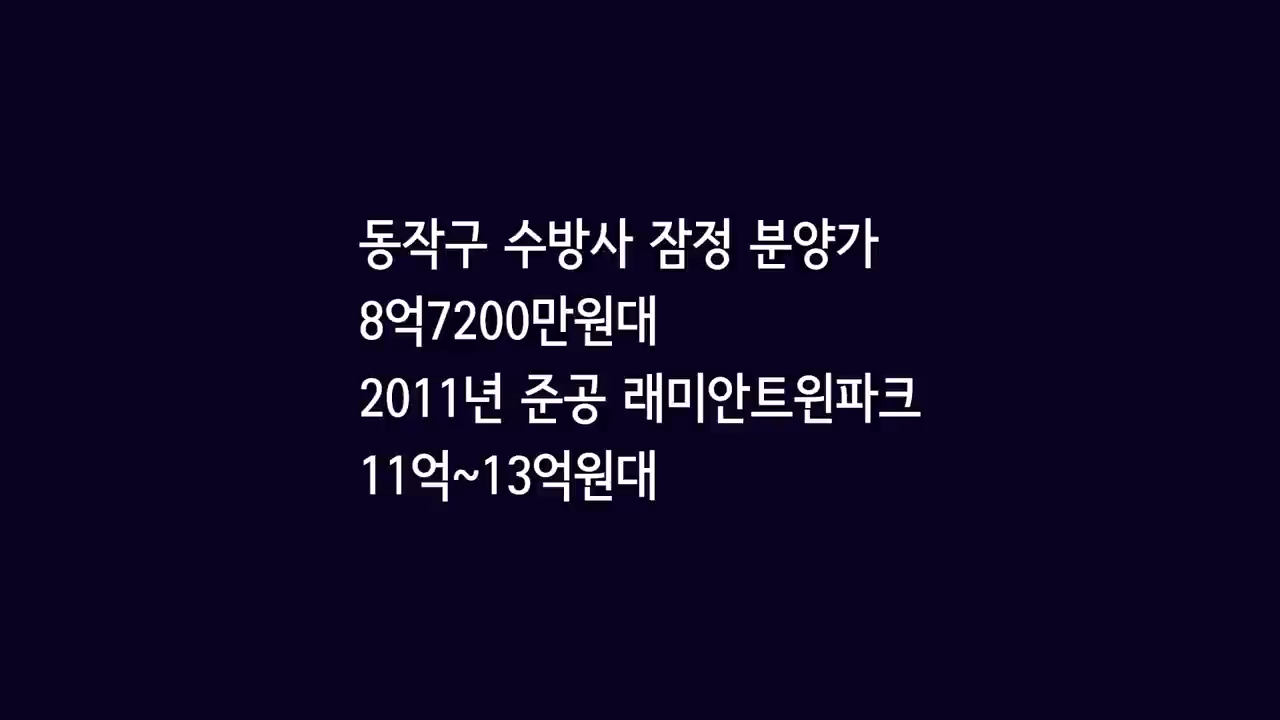 동작구 수방사 잠정 분양가
8억7200만원대
2011년 준공 래미안트윈파크
11억~13억원대